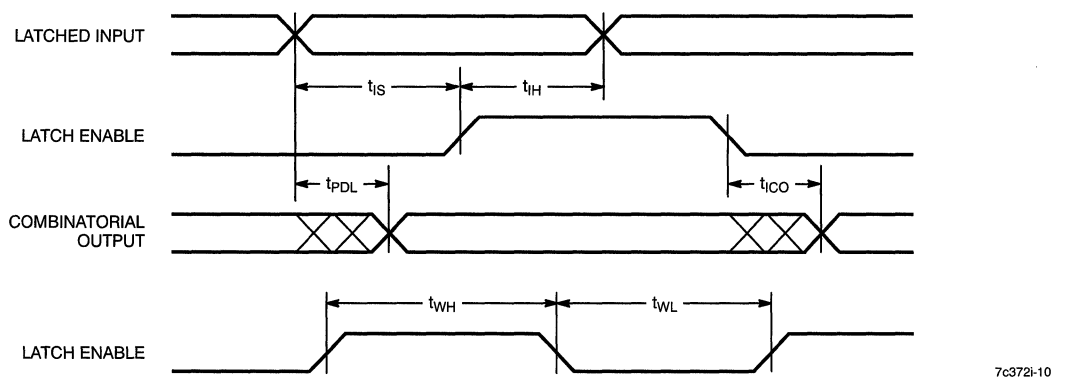 LATCHED INPUT
tIS
tIH
LATCH ENABLE
tPDL
tICO
COMBINATORIAL
OUTPUT
tWH
tWL
LATCH ENABLE
7c372i-10